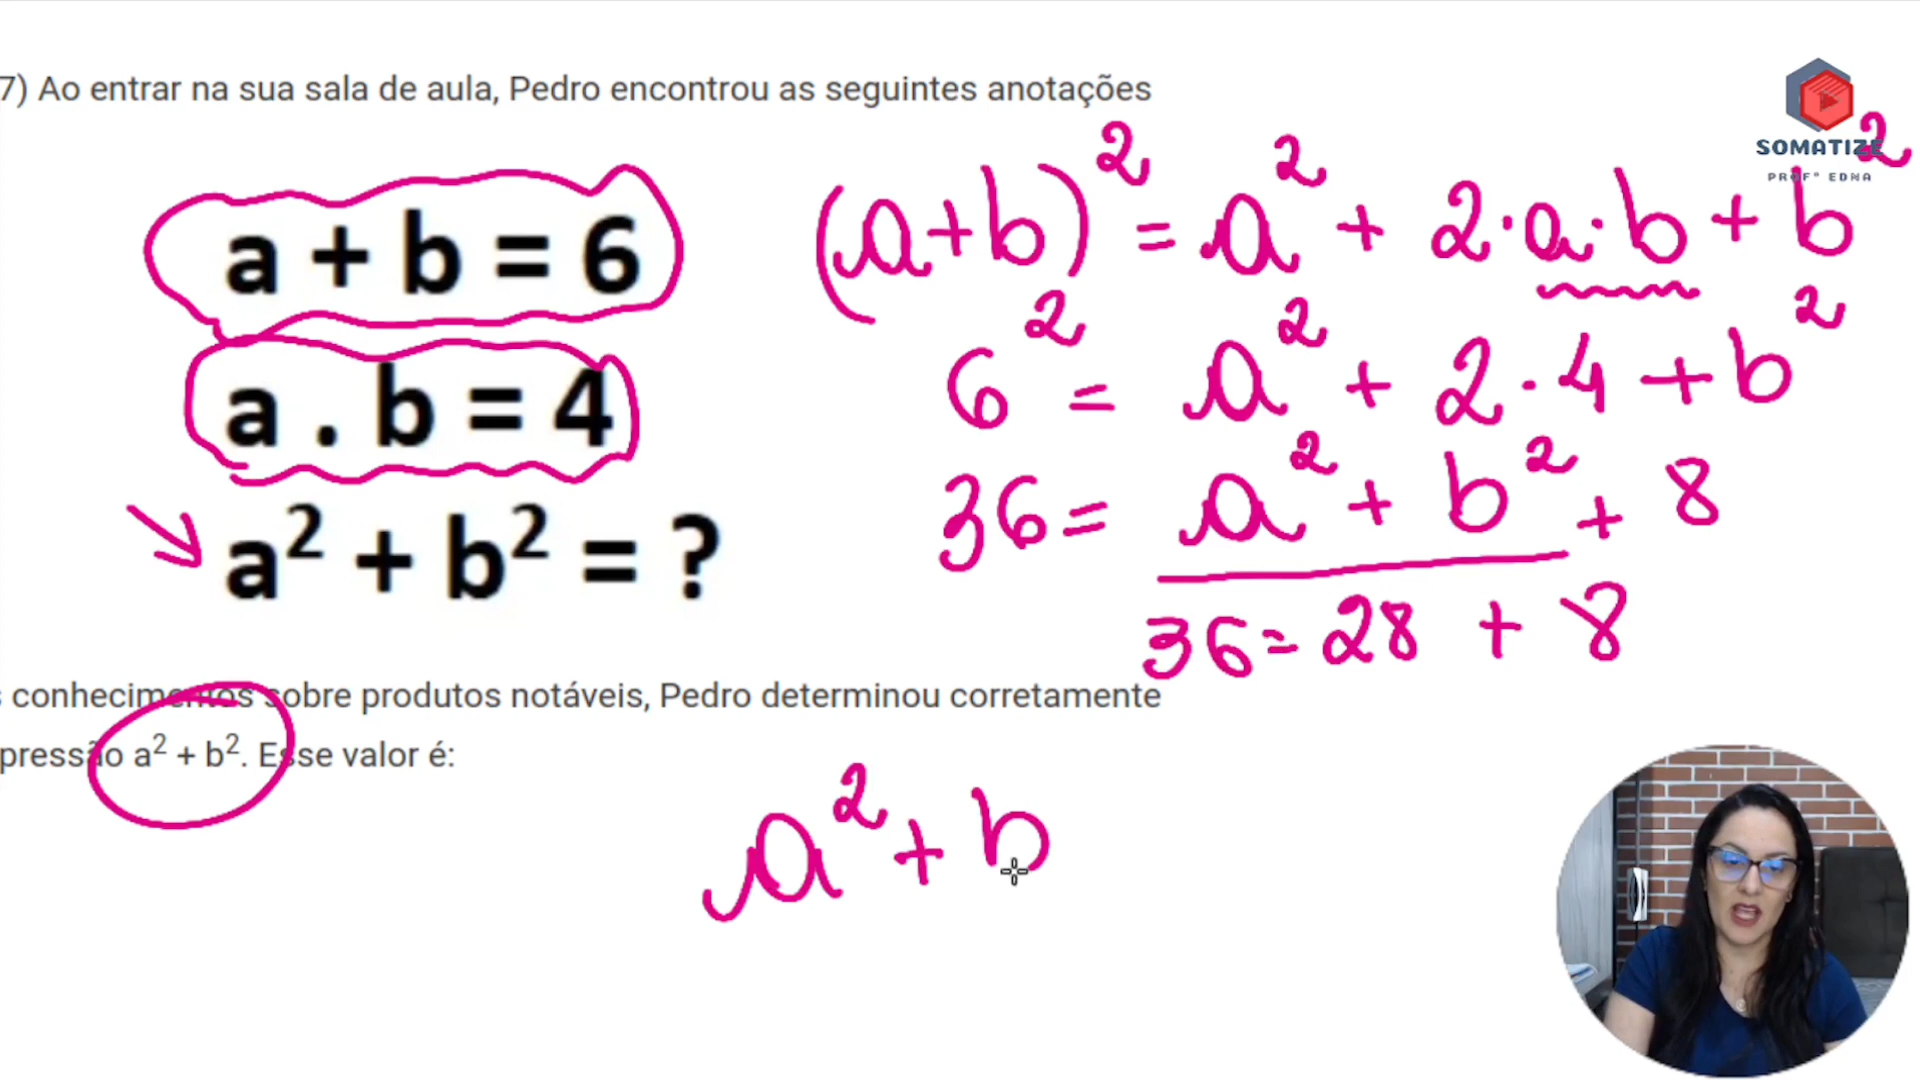 7) Ao entrar na sua sala de aula, Pedro encontrou as seguintes anotações
SOMATIZE
PROFª EDNA
a + b = 6
a . b = 4
a² + b² = ?
(a+b)² = a² + 2·a·b + b²
6² = a² + 2·4 + b²
36 = a² + b² + 8
36 = 28 + 8
conhecimentos sobre produtos notáveis, Pedro determinou corretamente
pressão a² + b². Esse valor é:
a² + b